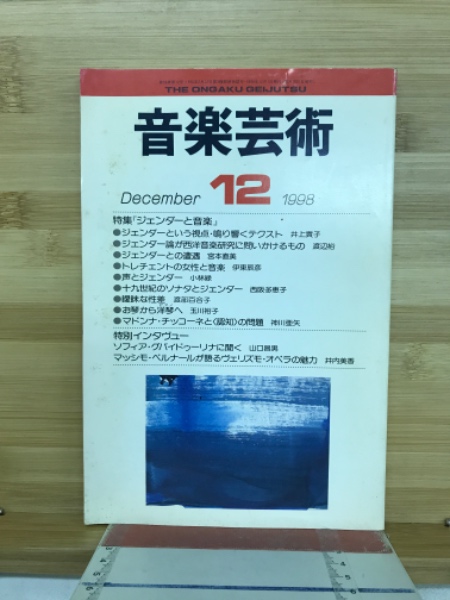 THE ONGAKU GEIJUTSU
音楽芸術
December 12 1998
特集「ジェンダーと音楽」
●ジェンダーという視点・鳴り響くテクスト 井上貴子
●ジェンダー論が西洋音楽研究に問いかけるもの 渡辺裕
●ジェンダーとの遭遇 宮本直美
●トレチェントの女性と音楽 伊東辰彦
●声とジェンダー 小林緑
●十九世紀のソナタとジェンダー 西阪多恵子
●曖昧な性差 渡部百合子
●お琴から洋琴へ 玉川裕子
●マドンナ・チッコーネと〈認知〉の問題 神川亜矢
特別インタヴュー
ソフィア・グバイドゥーリナに聞く 山口眞男
マッシモ・ベルナールが語るヴェリズモ・オペラの魅力 井内美香